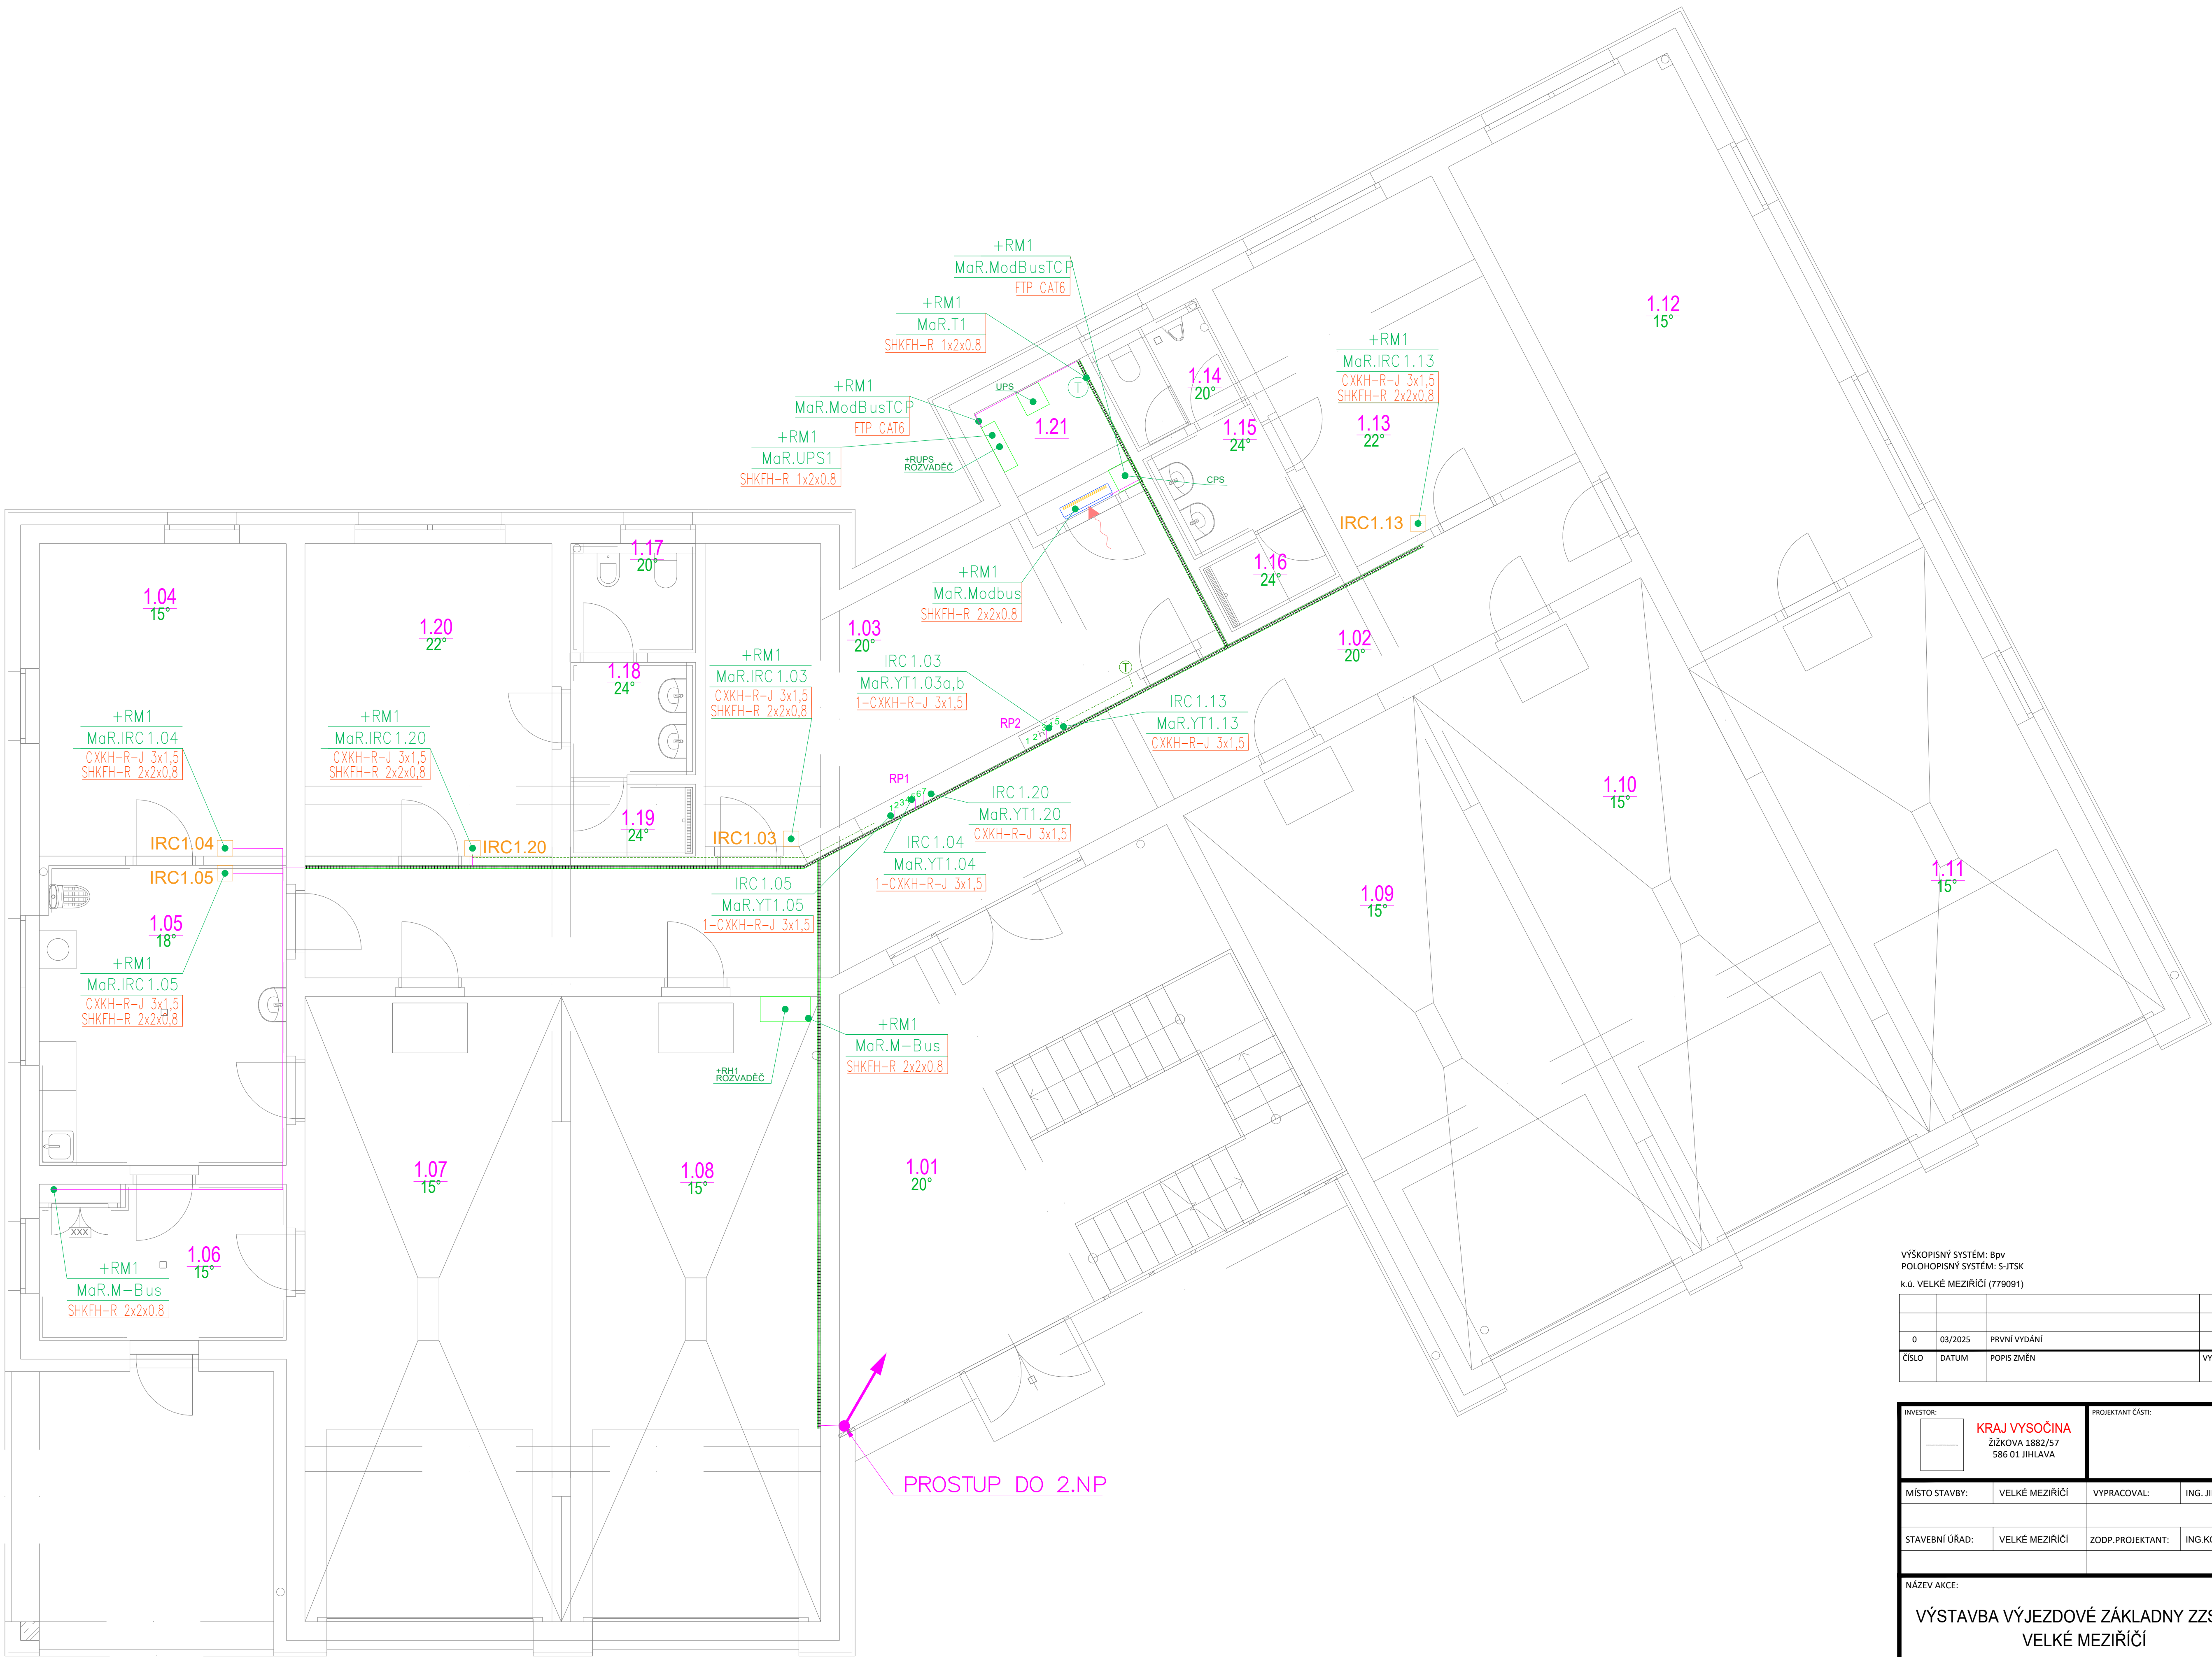 +RM1
MaR.ModBusTCP
FTP CAT6
+RM1
MaR.T1
SHKFH-R 1x2x0.8
+RM1
MaR.ModBusTCP
FTP CAT6
+RM1
MaR.UPS1
SHKFH-R 1x2x0.8
UPS
T
1.21
+RUPS
ROZVADĚČ
CPS
1.14
20°
1.15
24°
1.16
24°
+RM1
MaR.IRC1.13
CXKH-R-J 3x1,5
SHKFH-R 2x2x0,8
1.13
22°
IRC1.13
1.12
15°
+RM1
MaR.Modbus
SHKFH-R 2x2x0.8
1.04
15°
1.20
22°
1.17
20°
1.18
24°
1.19
24°
1.03
20°
1.02
20°
+RM1
MaR.IRC1.04
CXKH-R-J 3x1,5
SHKFH-R 2x2x0,8
+RM1
MaR.IRC1.20
CXKH-R-J 3x1,5
SHKFH-R 2x2x0,8
+RM1
MaR.IRC1.03
CXKH-R-J 3x1,5
SHKFH-R 2x2x0,8
IRC1.03
MaR.YT1.03a,b
1-CXKH-R-J 3x1,5
T
RP2
IRC1.13
MaR.YT1.13
CXKH-R-J 3x1,5
RP1
IRC1.20
MaR.YT1.20
CXKH-R-J 3x1,5
IRC1.04
MaR.YT1.04
1-CXKH-R-J 3x1,5
IRC1.05
MaR.YT1.05
1-CXKH-R-J 3x1,5
IRC1.04
IRC1.20
IRC1.03
IRC1.05
1.05
18°
+RM1
MaR.IRC1.05
CXKH-R-J 3x1,5
SHKFH-R 2x2x0,8
+RM1
MaR.M-Bus
SHKFH-R 2x2x0.8
+RH1
ROZVADĚČ
1.10
15°
1.09
15°
1.11
15°
1.07
15°
1.08
15°
1.01
20°
XXX
1.06
15°
+RM1
MaR.M-Bus
SHKFH-R 2x2x0.8
PROSTUP DO 2.NP
VÝŠKOPISNÝ SYSTÉM: Bpv
POLOHOPISNÝ SYSTÉM: S-JTSK
k.ú. VELKÉ MEZIŘÍČÍ (779091)
0 03/2025 PRVNÍ VYDÁNÍ
ČÍSLO DATUM POPIS ZMĚN VY
INVESTOR: PROJEKTANT ČÁSTI:
KRAJ VYSOČINA
ŽIŽKOVA 1882/57
586 01 JIHLAVA
MÍSTO STAVBY: VELKÉ MEZIŘÍČÍ VYPRACOVAL: ING. JI
STAVEBNÍ ÚŘAD: VELKÉ MEZIŘÍČÍ ZODP.PROJEKTANT: ING.KO
NÁZEV AKCE:
VÝSTAVBA VÝJEZDOVÉ ZÁKLADNY ZZS
VELKÉ MEZIŘÍČÍ